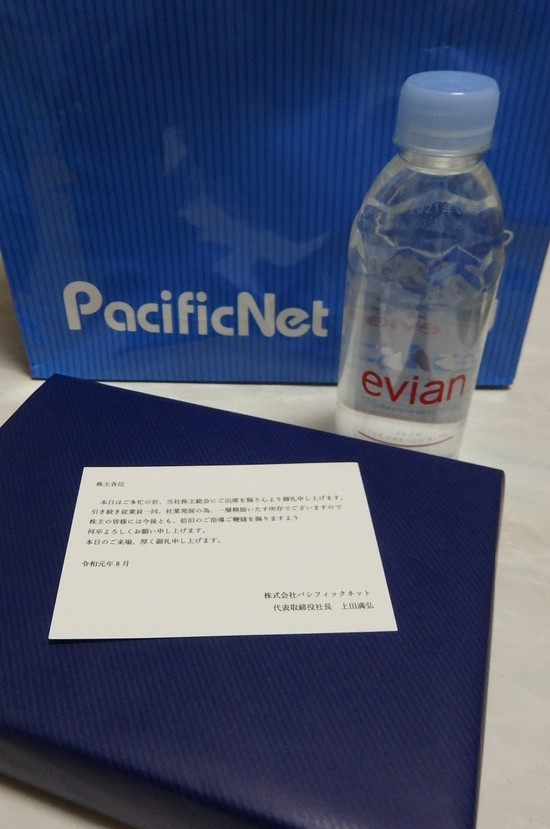 PacificNet
evian
株主各位
本日はご多忙の折、当社株主総会にご出席を賜り心より御礼申し上げます。
引き続き従業員一同、社業発展の為、一層精励いたす所存でございますので
株主の皆様には今後とも、倍旧のご指導ご鞭撻を賜りますよう
何卒よろしくお願い申し上げます。
本日のご来場、厚く御礼申し上げます。
令和元年8月
株式会社パシフィックネット
代表取締役社長 上田満弘